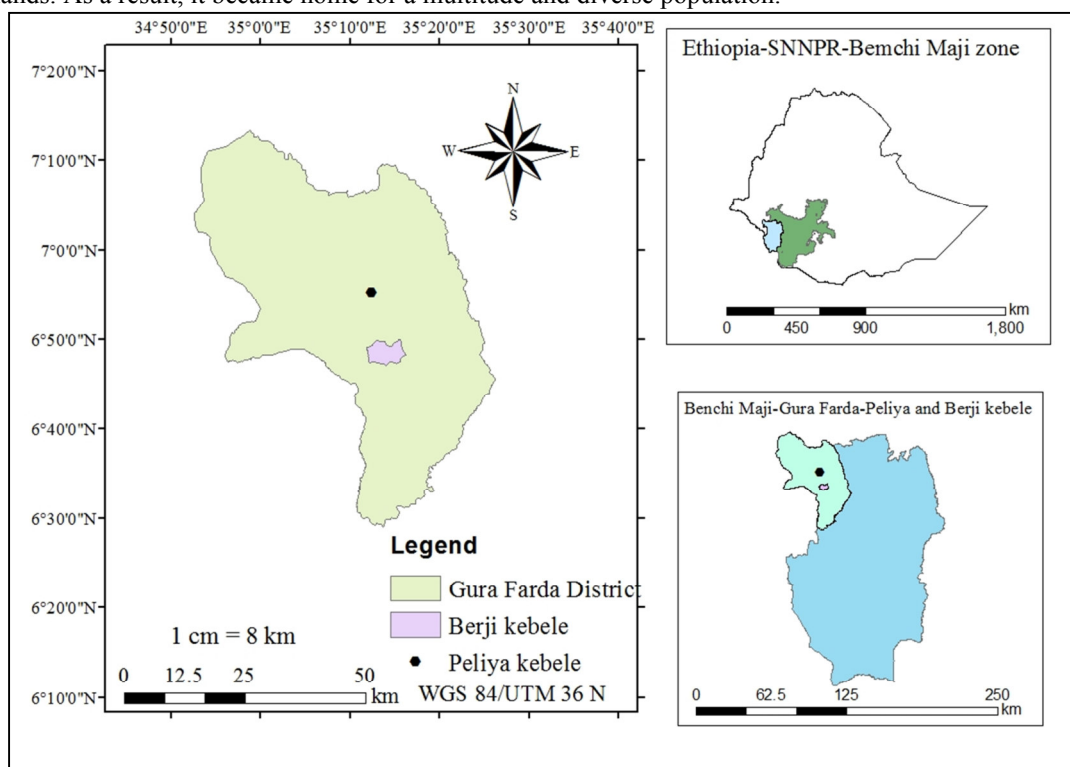 ands. As a result, it became home for a multitude and diverse population.
34°50'0"E 35°0'0"E 35°10'0"E 35°20'0"E 35°30'0"E 35°40'0"E
7°20'0"N
7°10'0"N
7°0'0"N
6°50'0"N
6°40'0"N
6°30'0"N
6°20'0"N
6°10'0"N
N
W E
S
Legend
Gura Farda District
Berji kebele
Peliya kebele
1 cm = 8 km
0 12.5 25 50
km
WGS 84/UTM 36 N
Ethiopia-SNNPR-Bemchi Maji zone
km
0 450 900 1,800
Benchi Maji-Gura Farda-Peliya and Berji kebele
0 62.5 125 250
km